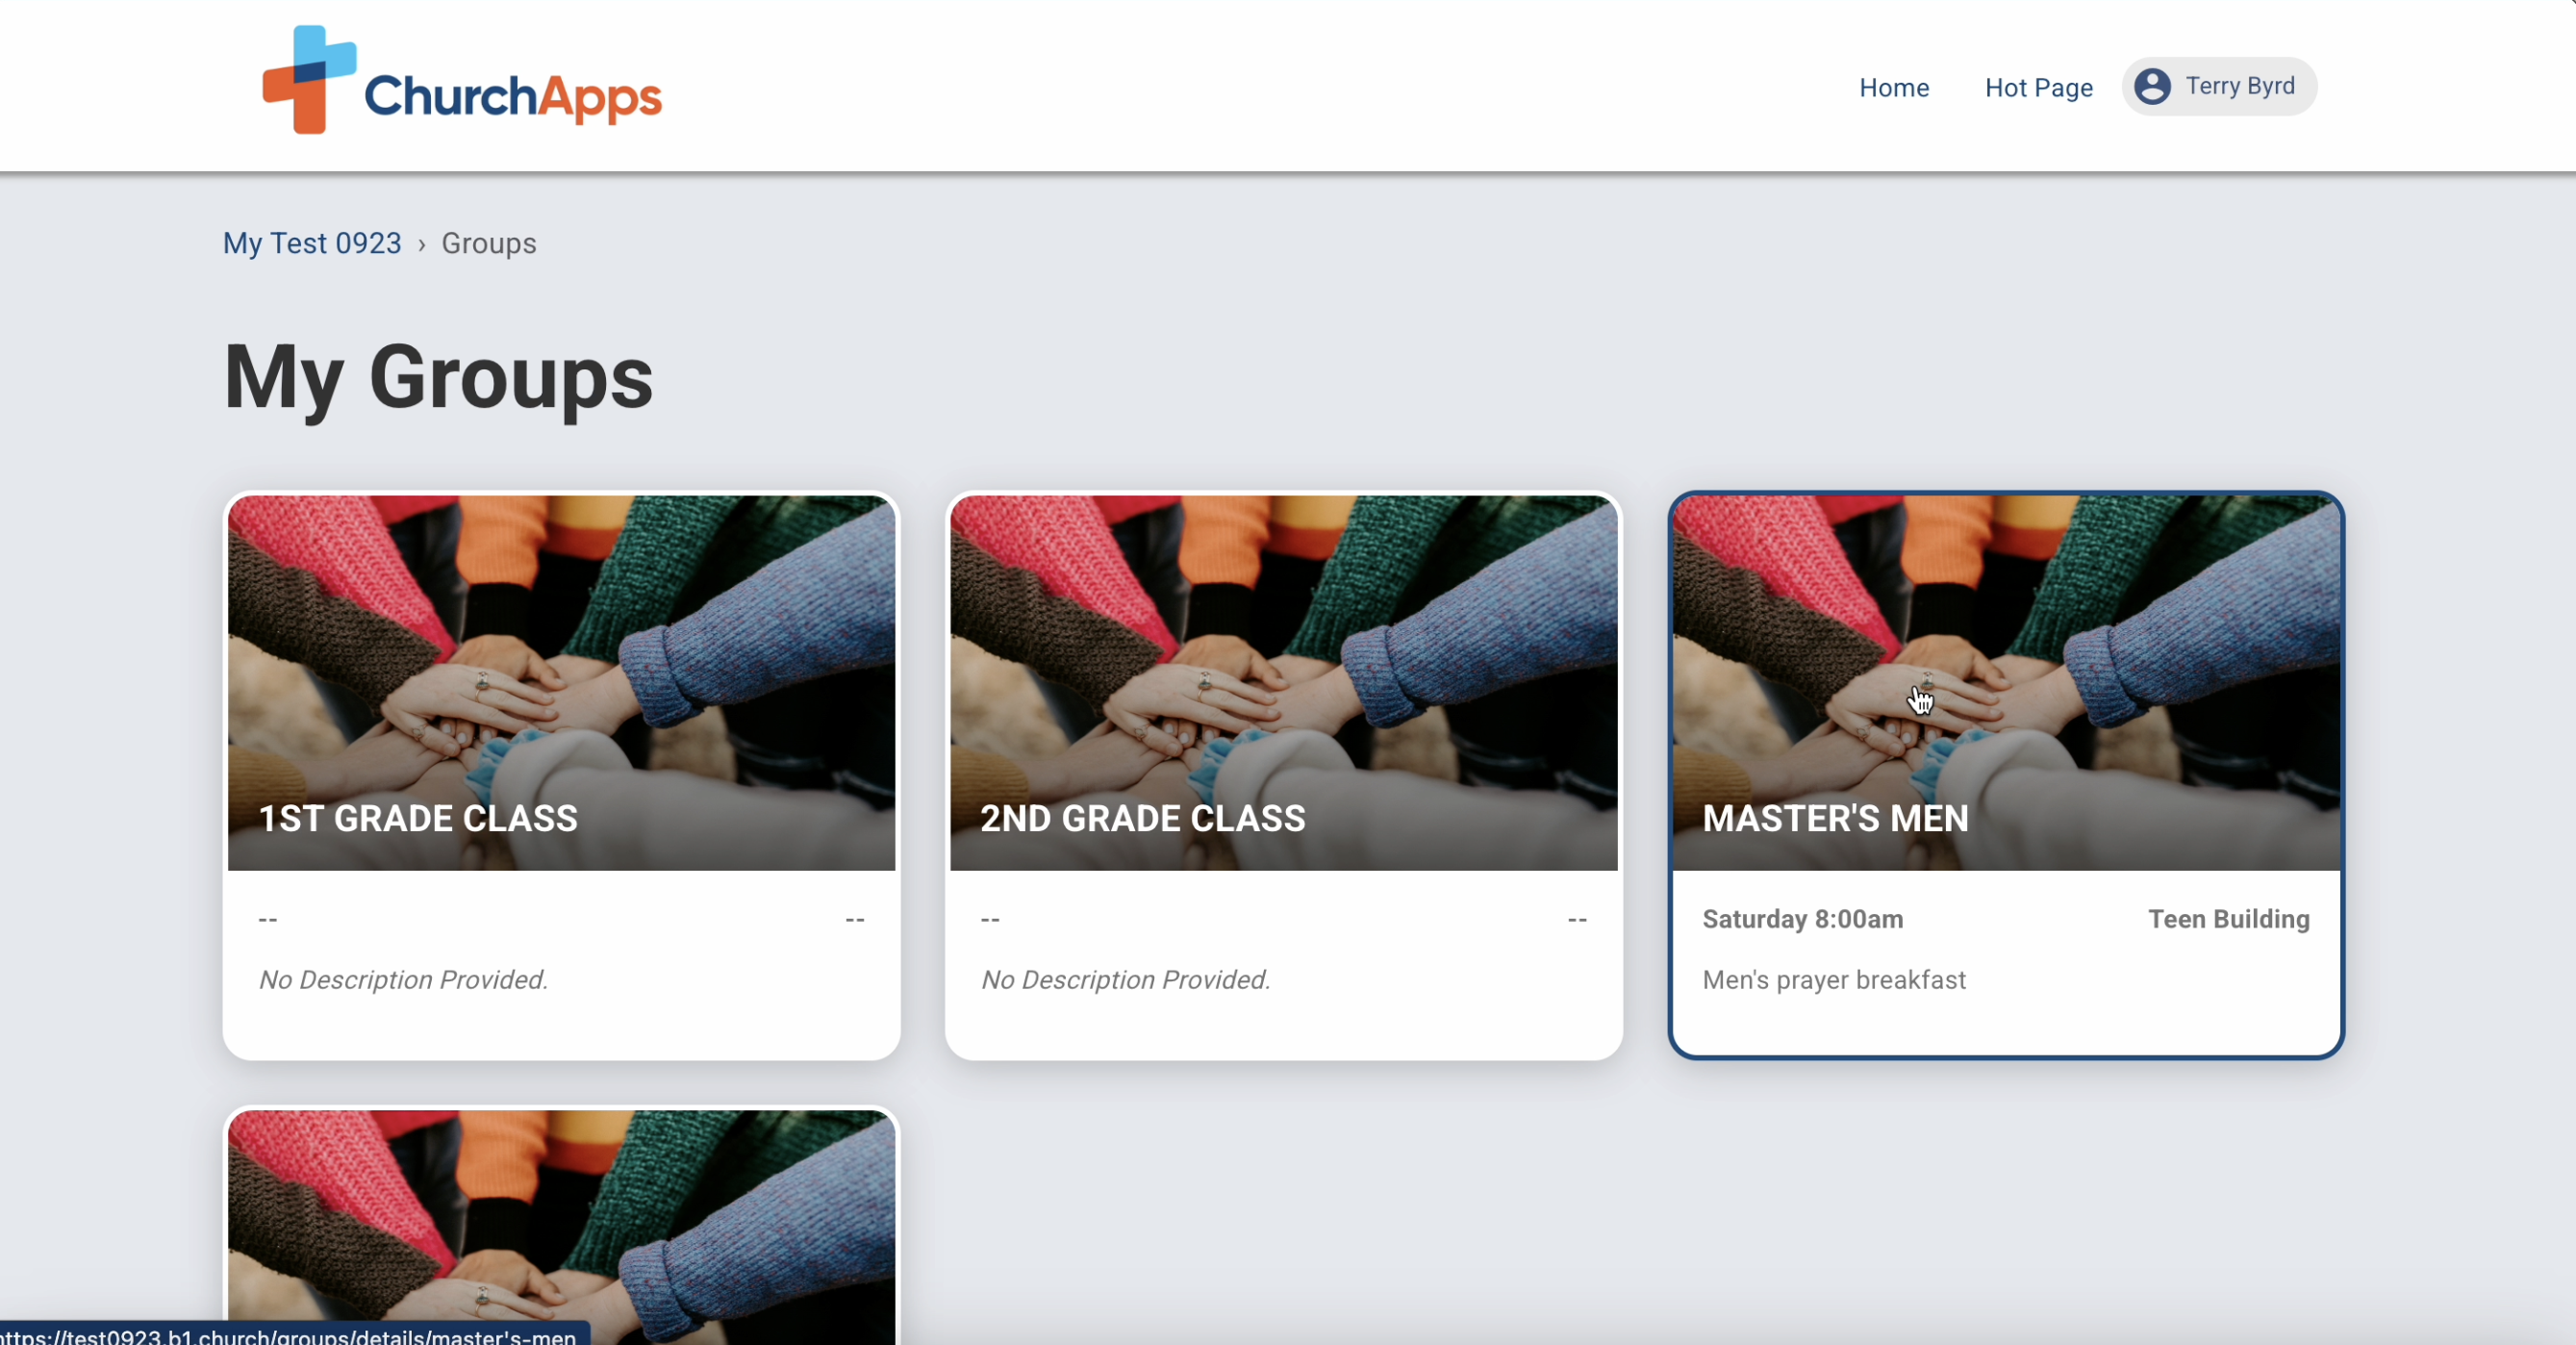 ChurchApps
Home Hot Page Terry Byrd
My Test 0923 › Groups
My Groups
1ST GRADE CLASS
-- --
No Description Provided.
2ND GRADE CLASS
-- --
No Description Provided.
MASTER'S MEN
Saturday 8:00am Teen Building
Men's prayer breakfast
https://test0923.b1.church/groups/details/master's-men